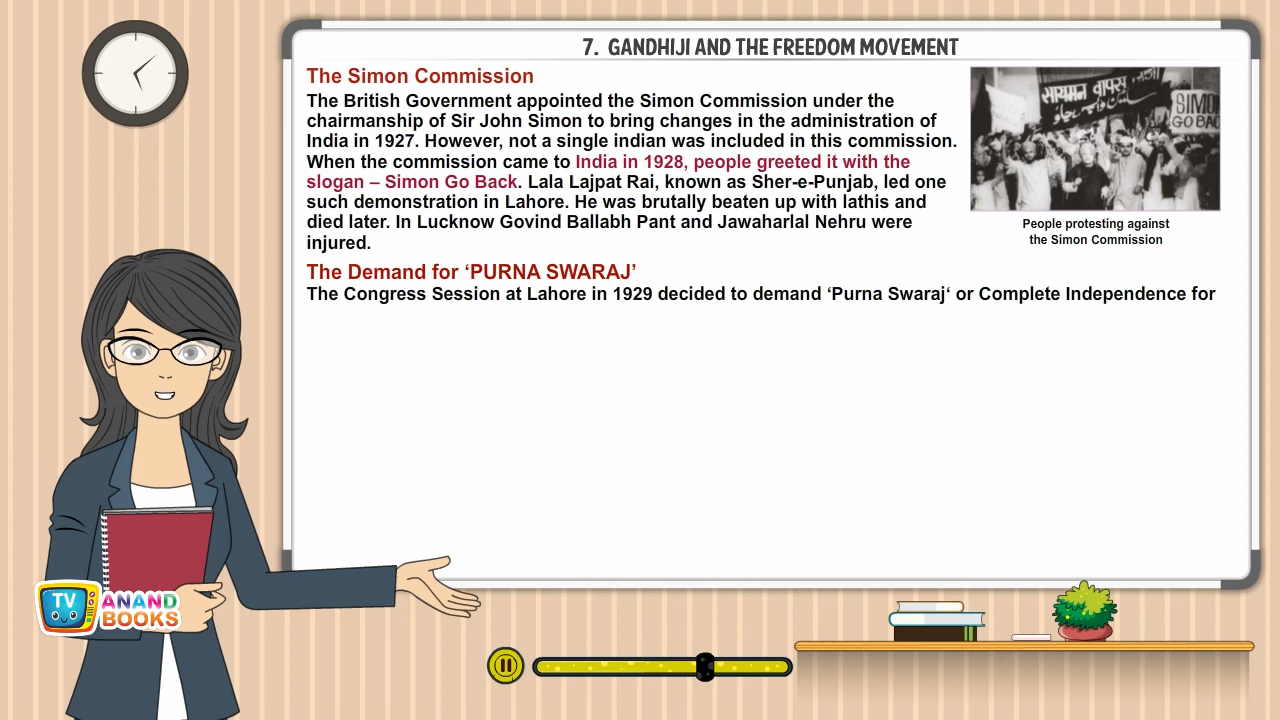 7. GANDHIJI AND THE FREEDOM MOVEMENT
The Simon Commission
The British Government appointed the Simon Commission under the
chairmanship of Sir John Simon to bring changes in the administration of
India in 1927. However, not a single indian was included in this commission.
When the commission came to India in 1928, people greeted it with the
slogan – Simon Go Back. Lala Lajpat Rai, known as Sher-e-Punjab, led one
such demonstration in Lahore. He was brutally beaten up with lathis and
died later. In Lucknow Govind Ballabh Pant and Jawaharlal Nehru were
injured.
सायमन वापस
SIMO
GO BAC
People protesting against
the Simon Commission
The Demand for ‘PURNA SWARAJ’
The Congress Session at Lahore in 1929 decided to demand ‘Purna Swaraj‘ or Complete Independence for
TV
ANAND
BOOKS